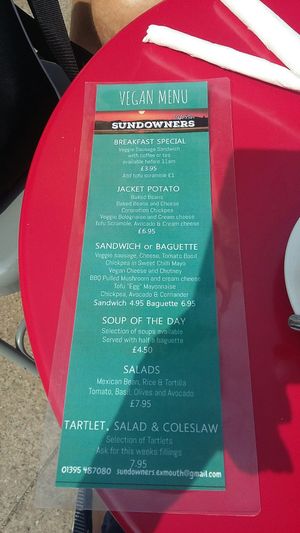 VEGAN MENU
SUNDOWNERS
BREAKFAST SPECIAL
Veggie Sausage Sandwich
with coffee or tea
available before 11am
£3.95
Add tofu scramble £1
JACKET POTATO
Baked Beans
Baked Beans and Cheese
Coronation Chickpea
Veggie Bolognaise and Cream cheese
Tofu Scramble, Avocado & Cream cheese
£6.95
SANDWICH or BAGUETTE
Veggie sausage, Cheese, Tomato Basil
Chickpea in Sweet Chilli Mayo
Vegan Cheese and Chutney
BBQ Pulled Mushroom and cream cheese
Tofu "Egg" Mayonnaise
Chickpea, Avocado & Corriander
Sandwich 4.95 Baguette 6.95
SOUP OF THE DAY
Selection of soups available
Served with half a baguette
£4.50
SALADS
Mexican Bean, Rice & Tortilla
Tomato, Basil, Olives and Avocado
£7.95
TARTLET, SALAD & COLESLAW
Selection of Tartlets
Ask for this weeks fillings
7.95
01395 487080 sundowners.exmouth@gmail.com